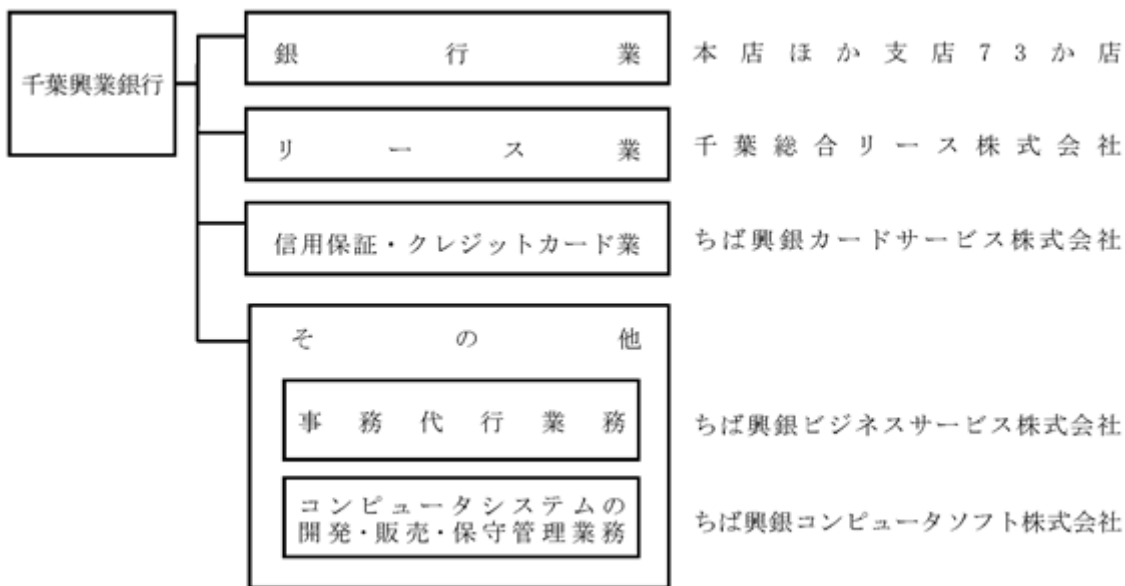 千葉興業銀行
銀行業
本店ほか支店73か店
リース業
千葉総合リース株式会社
信用保証・クレジットカード業
ちば興銀カードサービス株式会社
その他
事務代行業務
ちば興銀ビジネスサービス株式会社
コンピュータシステムの
開発・販売・保守管理業務
ちば興銀コンピュータソフト株式会社